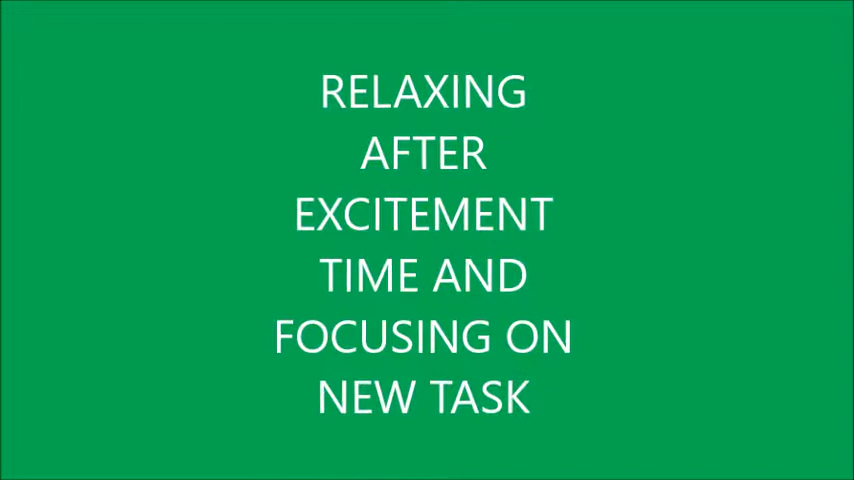 RELAXING
AFTER
EXCITEMENT
TIME AND
FOCUSING ON
NEW TASK